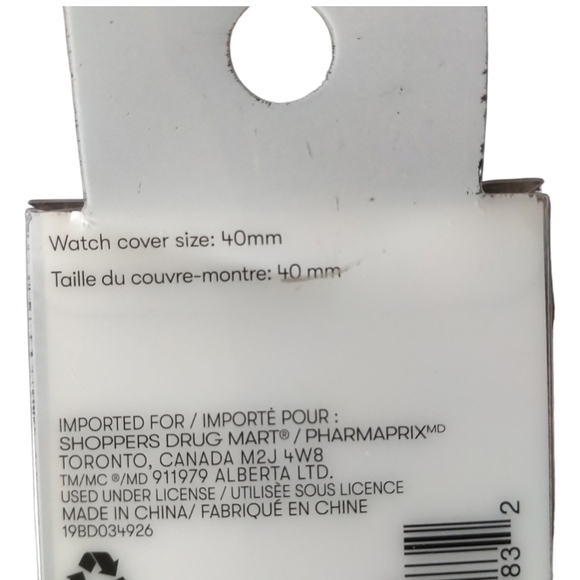 Watch cover size: 40mm
Taille du couvre-montre: 40 mm
IMPORTED FOR / IMPORTÉ POUR :
SHOPPERS DRUG MART® / PHARMAPRIXMD
TORONTO, CANADA M2J 4W8
TM/MC ®/MD 911979 ALBERTA LTD.
USED UNDER LICENSE / UTILISÉE SOUS LICENCE
MADE IN CHINA/ FABRIQUÉ EN CHINE
19BD034926
83 2